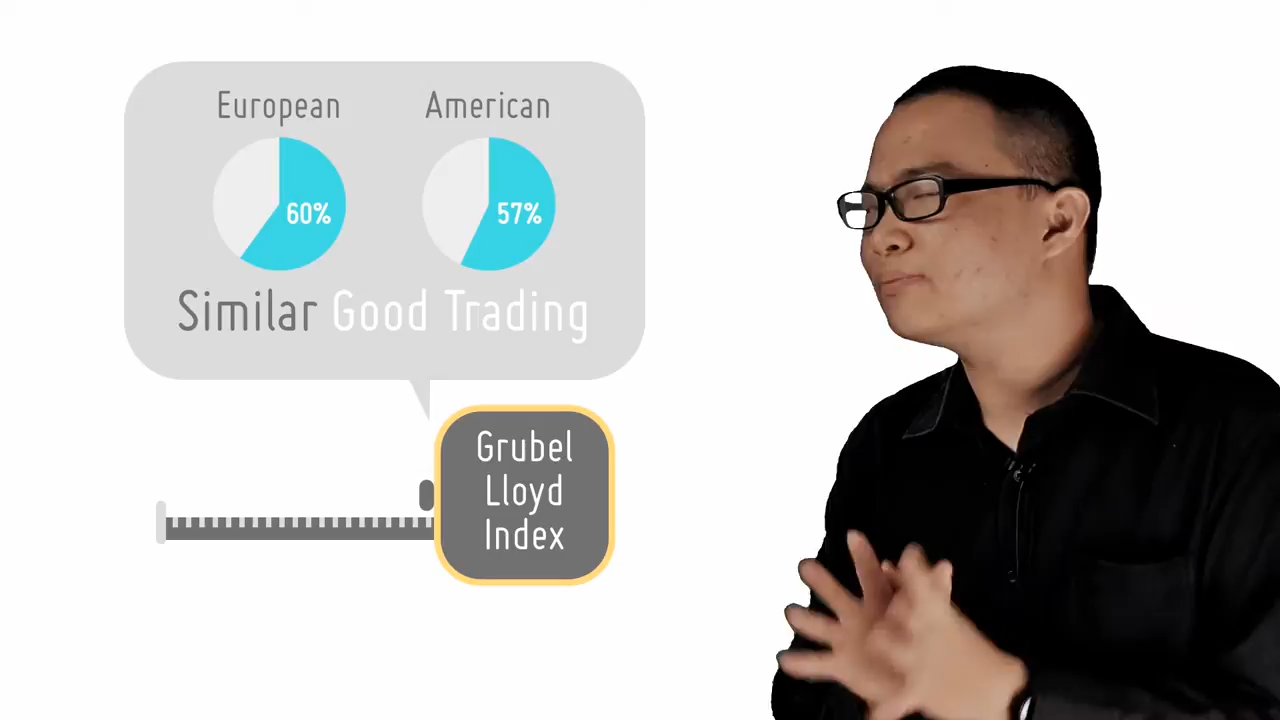 European American
60% 57%
Similar Good Trading
Grubel
Lloyd
Index